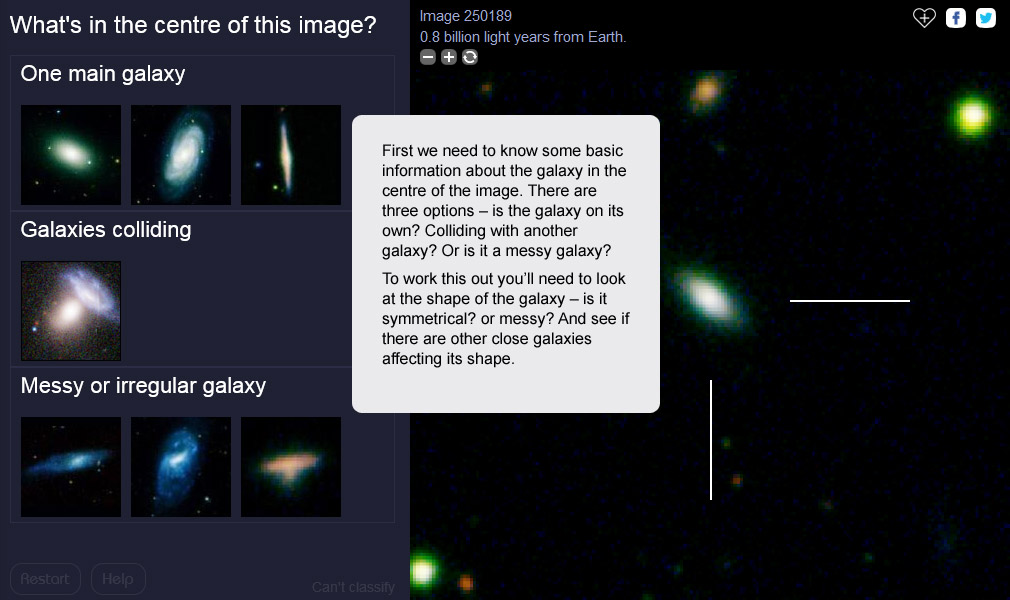 What's in the centre of this image?
One main galaxy
Galaxies colliding
Messy or irregular galaxy
Restart
Help
Can't classify
Image 250189
0.8 billion light years from Earth.
First we need to know some basic
information about the galaxy in the
centre of the image. There are
three options – is the galaxy on its
own? Colliding with another
galaxy? Or is it a messy galaxy?
To work this out you’ll need to look
at the shape of the galaxy – is it
symmetrical? or messy? And see if
there are other close galaxies
affecting its shape.